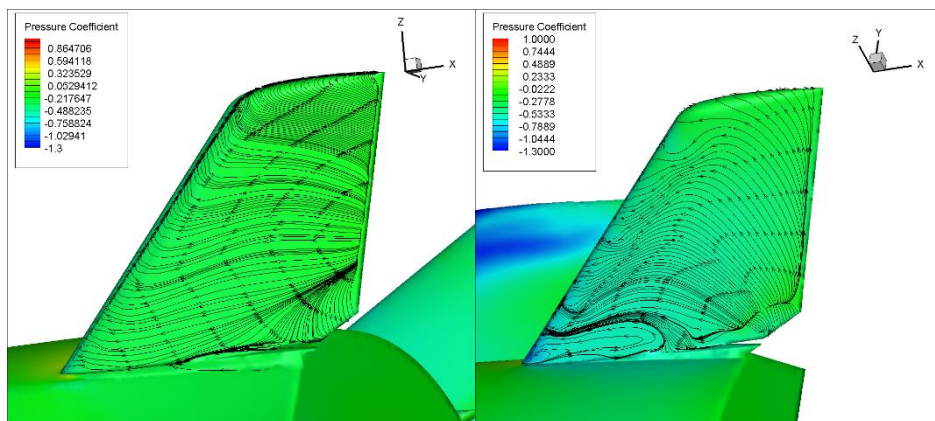 Pressure Coefficient
0.864706
0.594118
0.323529
0.0529412
-0.217647
-0.488235
-0.758824
-1.02941
-1.3
Z
X
Y
Pressure Coefficient
1.0000
0.7444
0.4889
0.2333
-0.0222
-0.2778
-0.5333
-0.7889
-1.0444
-1.3000
Z
Y
X